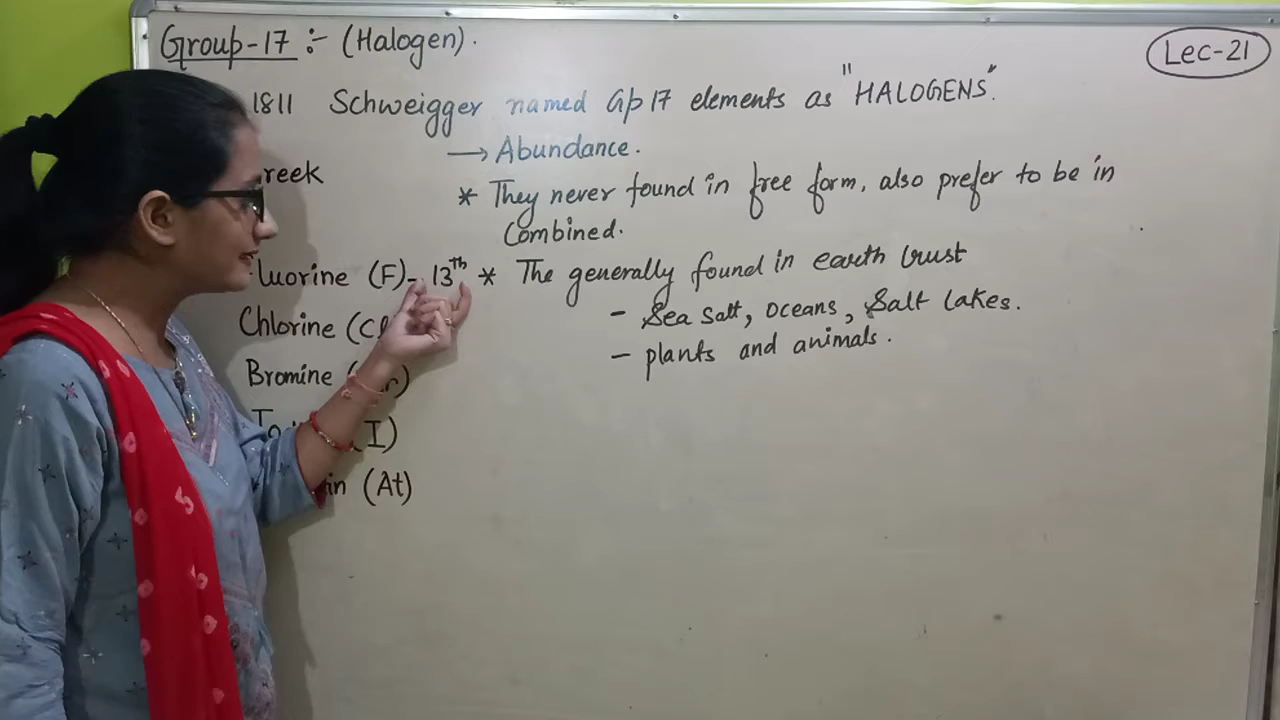 Group-17 :- (Halogen).
Lec-21
1811 Schweigger named Gp 17 elements as "HALOGENS".
→ Abundance.
reek
* They never found in free form, also prefer to be in
Combined.
luorine (F)- 13th * The generally found in earth crust
Chlorine (Cl
- Sea salt, oceans, Salt lakes.
- plants and animals.
Bromine ( r)
(I)
in (At)